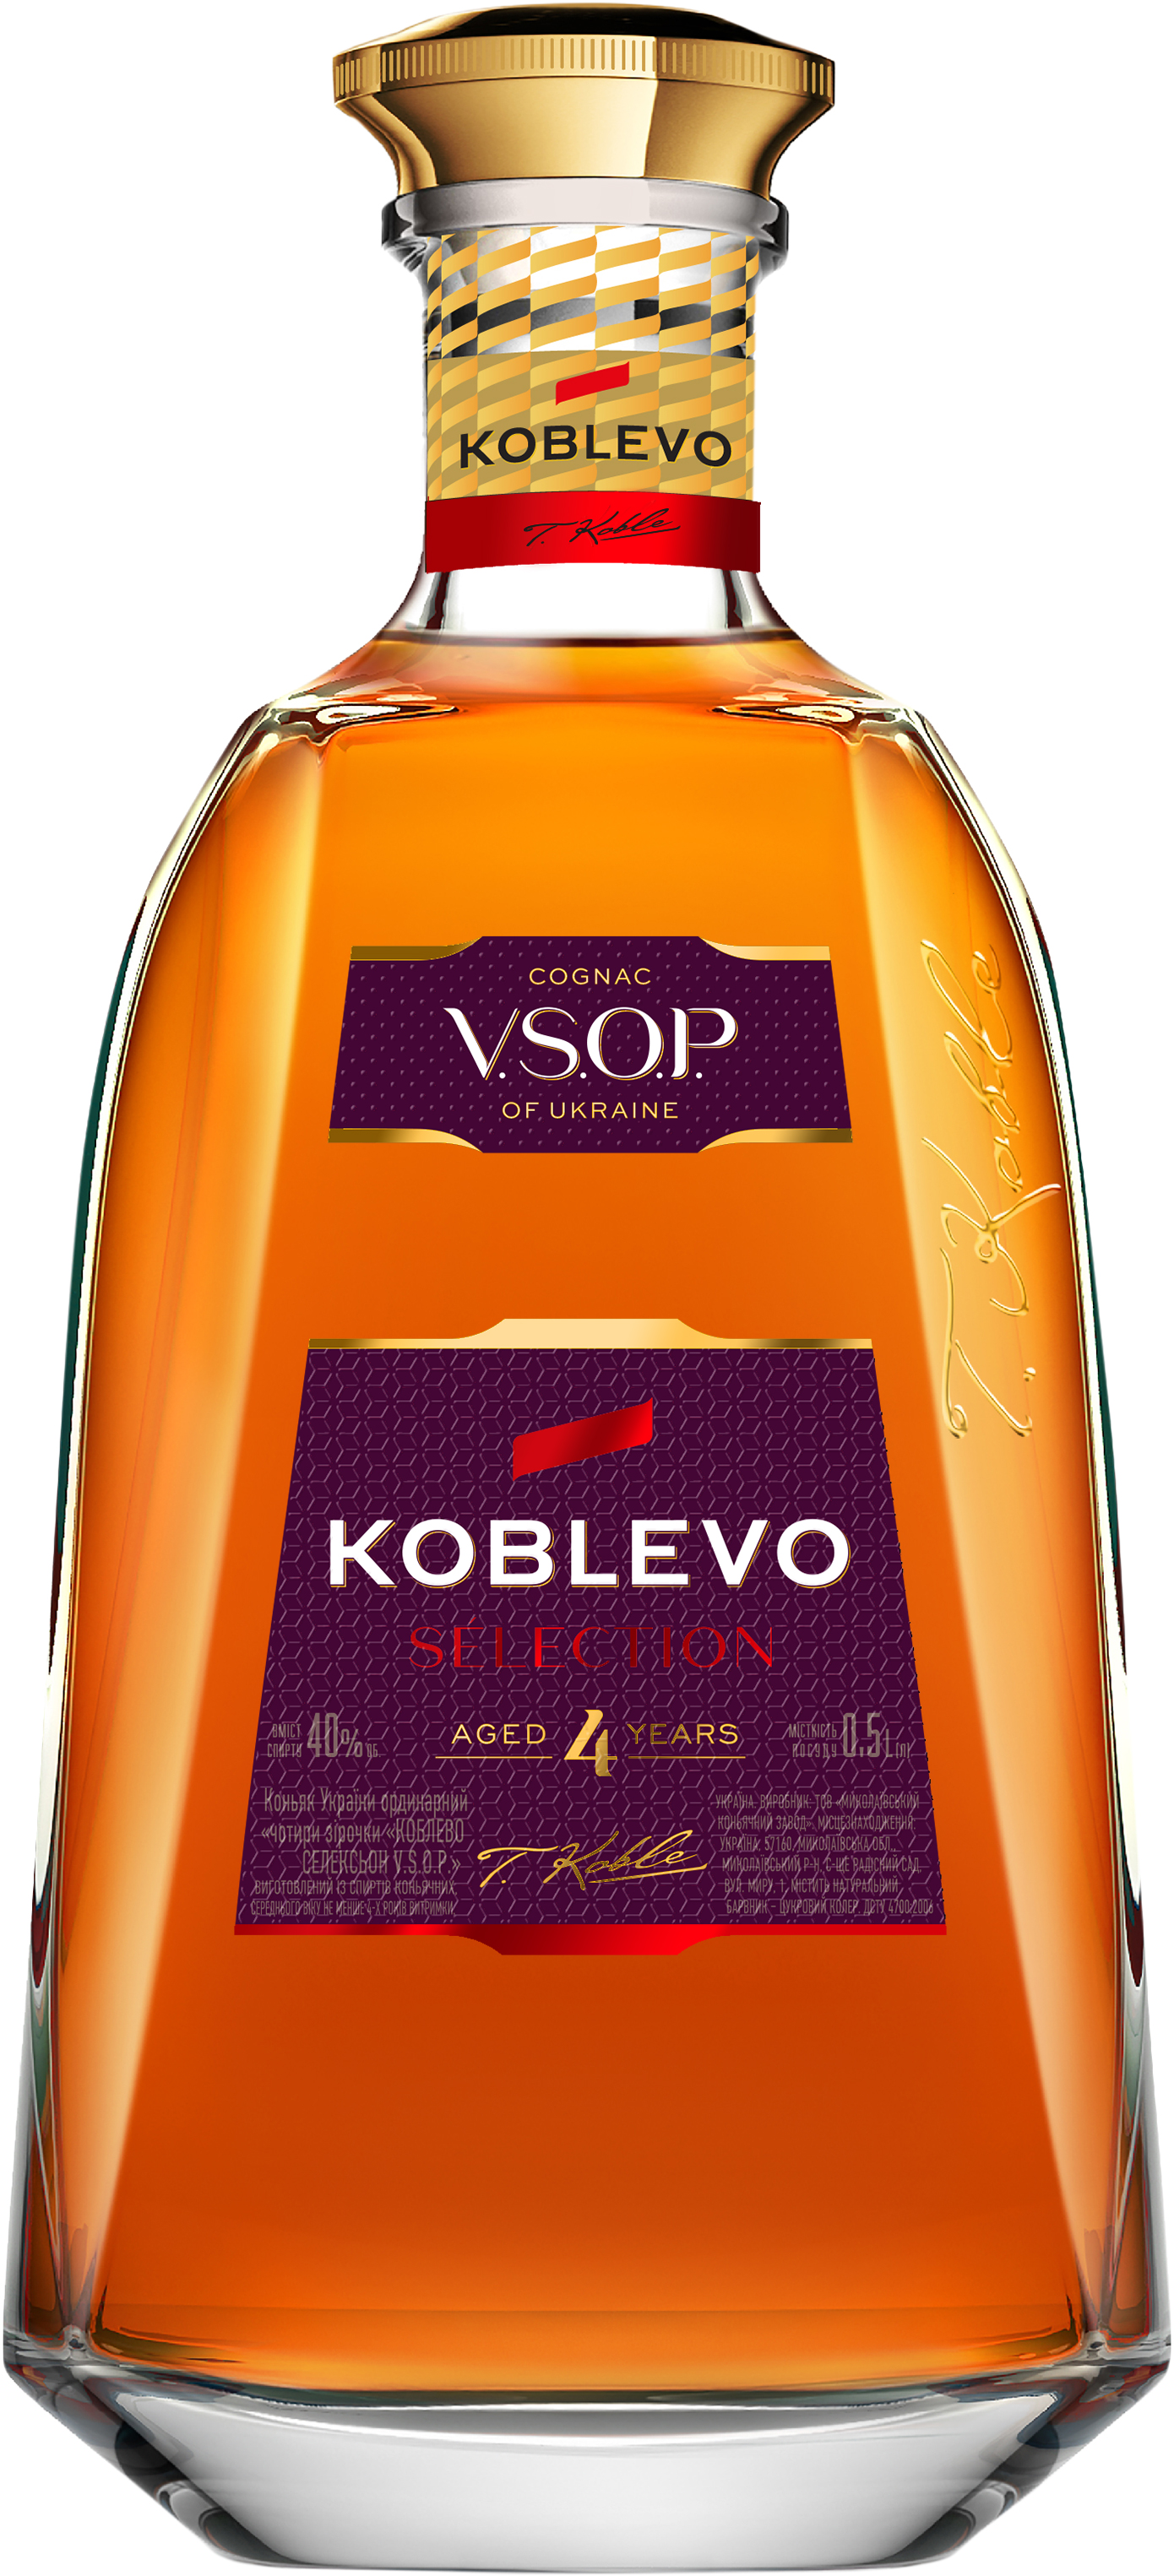 KOBLEVO
T. Koble
COGNAC
V.S.O.P.
OF UKRAINE
T. Koble
KOBLEVO
SÉLECTION
ВМІСТ
СПИРТУ 40% об.
AGED 4 YEARS
МІСТКІСТЬ
ПОСУДУ 0.5L(л)
Коньяк України ординарний
«чотири зірочки «КОБЛЕВО
СЕЛЕКСЬОН V.S.O.P.»
ВИГОТОВЛЕНИЙ ІЗ СПИРТІВ КОНЬЯЧНИХ
СЕРЕДНЬОГО ВІКУ НЕ МЕНШЕ 4-Х РОКІВ ВИТРИМКИ
T. Koble
УКРАЇНА. ВИРОБНИК: ТОВ «МИКОЛАЇВСЬКИЙ
КОНЬЯЧНИЙ ЗАВОД». МІСЦЕЗНАХОДЖЕННЯ:
УКРАЇНА, 57160, МИКОЛАЇВСЬКА ОБЛ.,
МИКОЛАЇВСЬКИЙ Р-Н, С-ЩЕ РАДІСНИЙ САД,
ВУЛ. МИРУ, 1. МІСТИТЬ НАТУРАЛЬНИЙ
БАРВНИК – ЦУКРОВИЙ КОЛЕР. ДСТУ 4700:2006